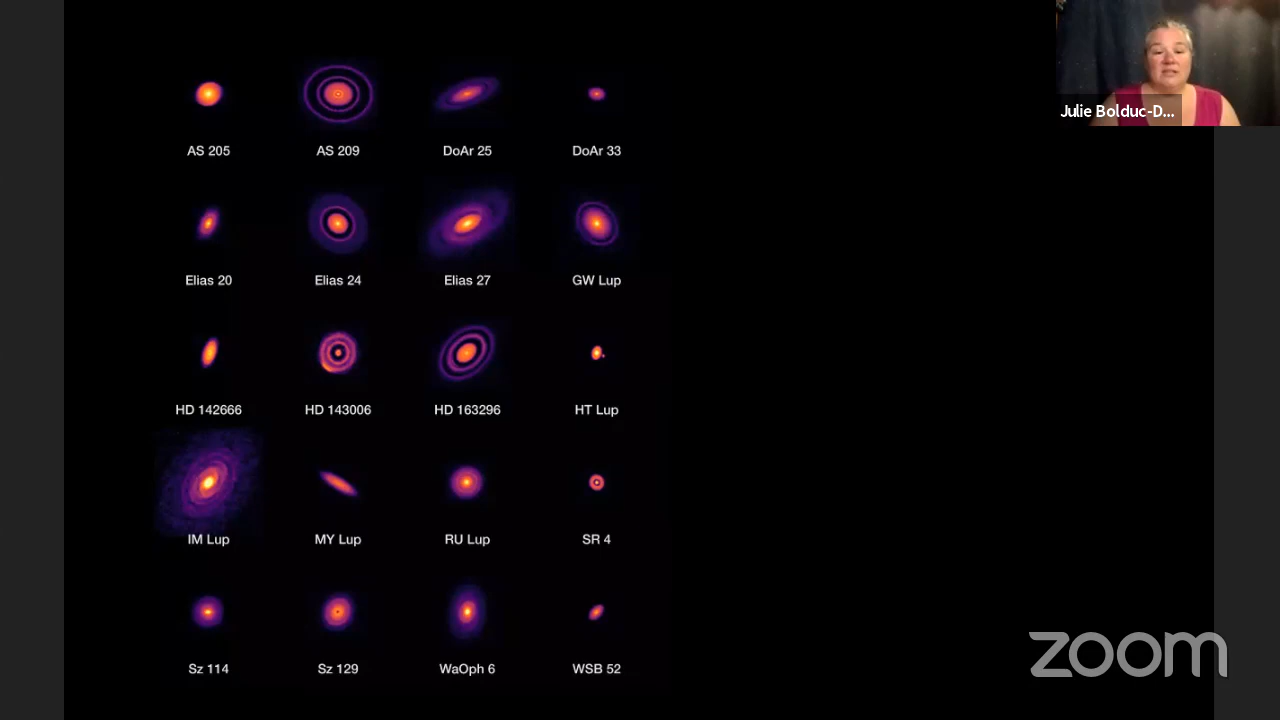 Julie Bolduc-D...
AS 205
AS 209
DoAr 25
DoAr 33
Elias 20
Elias 24
Elias 27
GW Lup
HD 142666
HD 143006
HD 163296
HT Lup
IM Lup
MY Lup
RU Lup
SR 4
Sz 114
Sz 129
WaOph 6
WSB 52
zoom